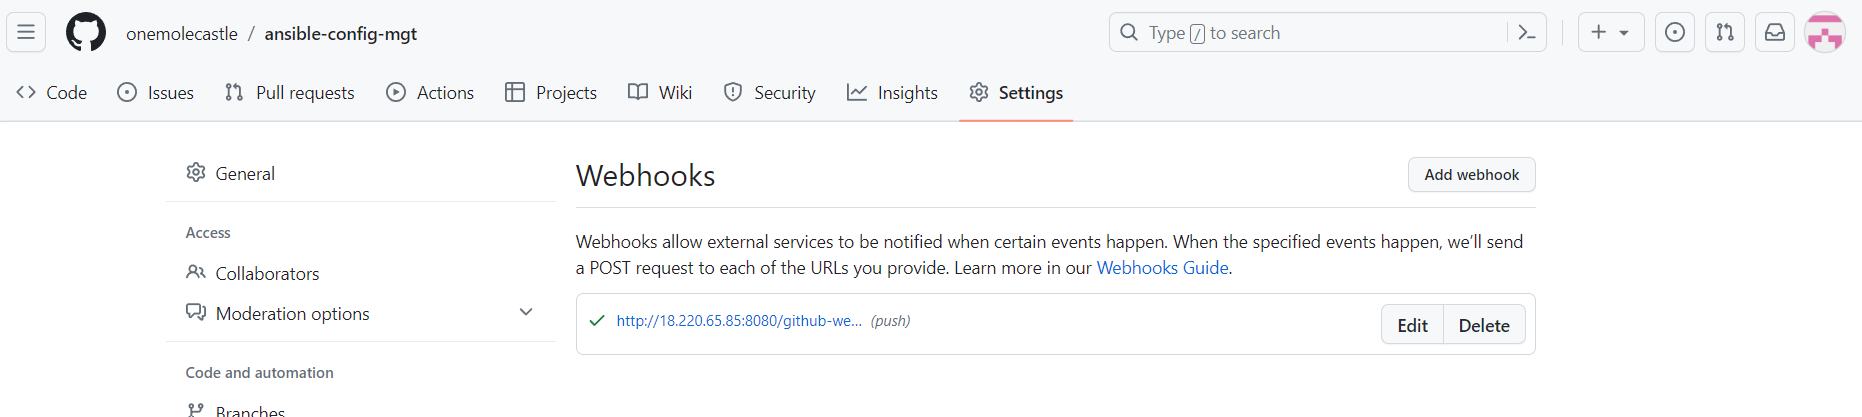 onemolecastle / ansible-config-mgt
Type / to search
Code Issues Pull requests Actions Projects Wiki Security Insights Settings
General
Access
Collaborators
Moderation options
Code and automation
Branches
Webhooks
Add webhook
Webhooks allow external services to be notified when certain events happen. When the specified events happen, we’ll send
a POST request to each of the URLs you provide. Learn more in our Webhooks Guide.
http://18.220.65.85:8080/github-we... (push)
Edit Delete